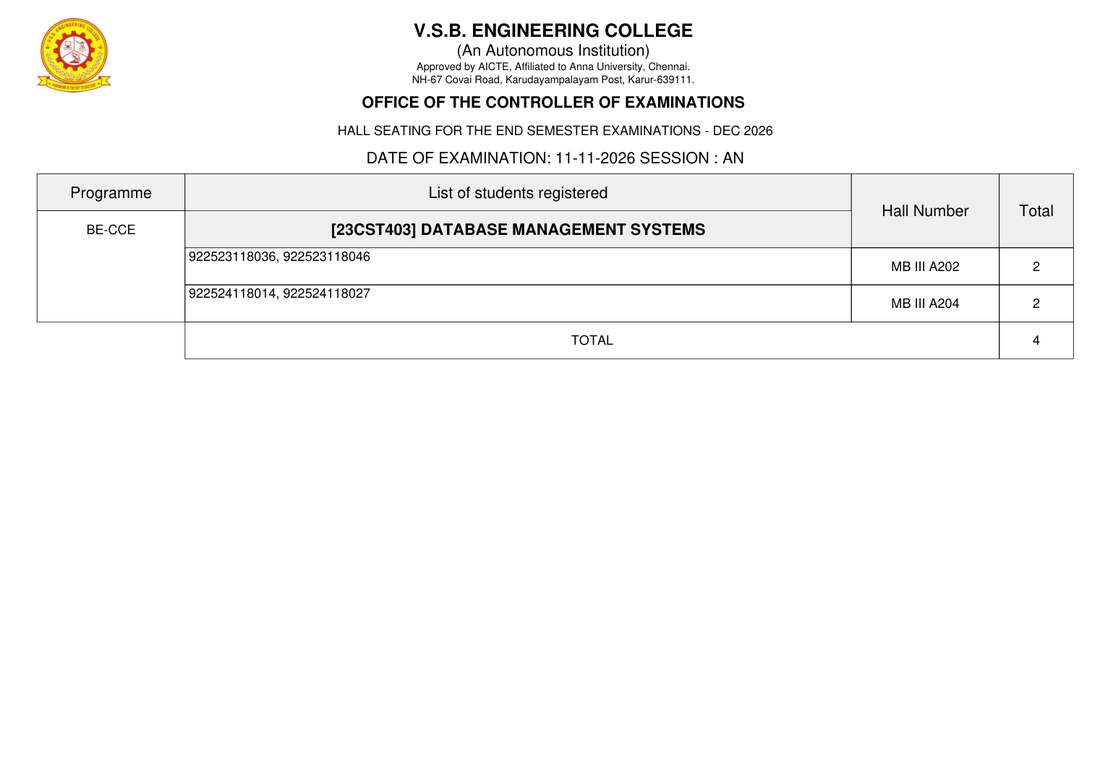 V.S.B. ENGINEERING COLLEGE
(An Autonomous Institution)
Approved by AICTE, Affiliated to Anna University, Chennai.
NH-67 Covai Road, Karudayampalayam Post, Karur-639111.
OFFICE OF THE CONTROLLER OF EXAMINATIONS
HALL SEATING FOR THE END SEMESTER EXAMINATIONS - DEC 2026
DATE OF EXAMINATION: 11-11-2026 SESSION : AN
Programme List of students registered Hall Number Total
BE-CCE [23CST403] DATABASE MANAGEMENT SYSTEMS
922523118036, 922523118046 MB III A202 2
922524118014, 922524118027 MB III A204 2
TOTAL 4